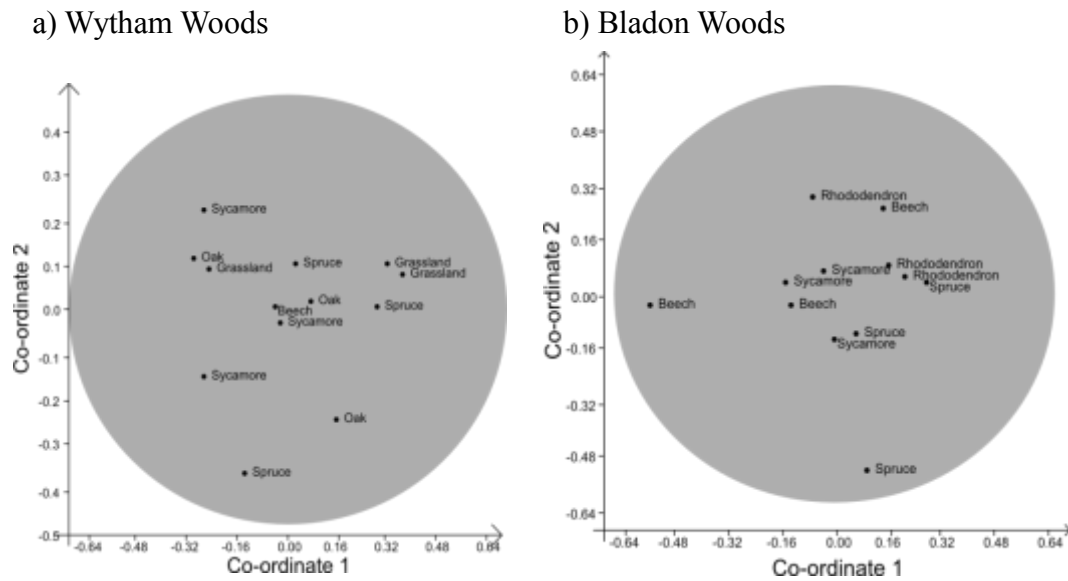 a) Wytham Woods
0.4
0.3
0.2
0.1
0.0
-0.1
-0.2
-0.3
-0.4
-0.5
Co-ordinate 2
Sycamore
Oak
Grassland
Spruce
Grassland
Grassland
Oak
Beech
Spruce
Sycamore
Sycamore
Oak
Spruce
-0.64 -0.48 -0.32 -0.16 0.00 0.16 0.32 0.48 0.64
Co-ordinate 1
b) Bladon Woods
0.64
0.48
0.32
0.16
0.00
-0.16
-0.32
-0.48
-0.64
Co-ordinate 2
Rhododendron
Beech
Rhododendron
Sycamore
Rhododendron
Sycamore
Spruce
Beech
Beech
Spruce
Sycamore
Spruce
-0.64 -0.48 -0.32 -0.16 0.00 0.16 0.32 0.48 0.64
Co-ordinate 1